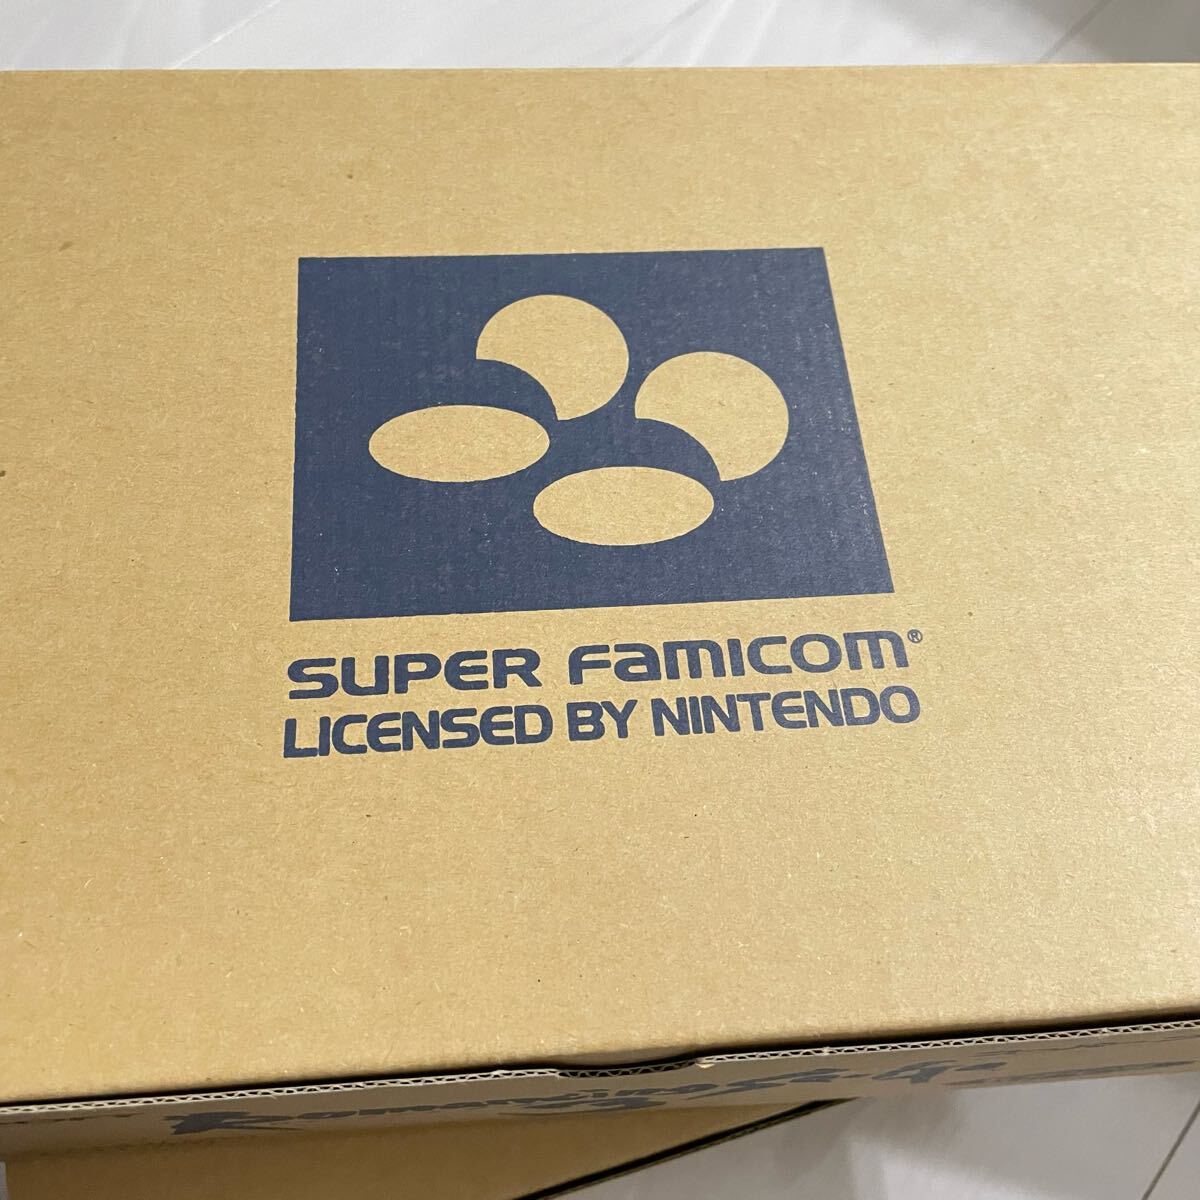 SUPER FAMICOM®
LICENSED BY NINTENDO